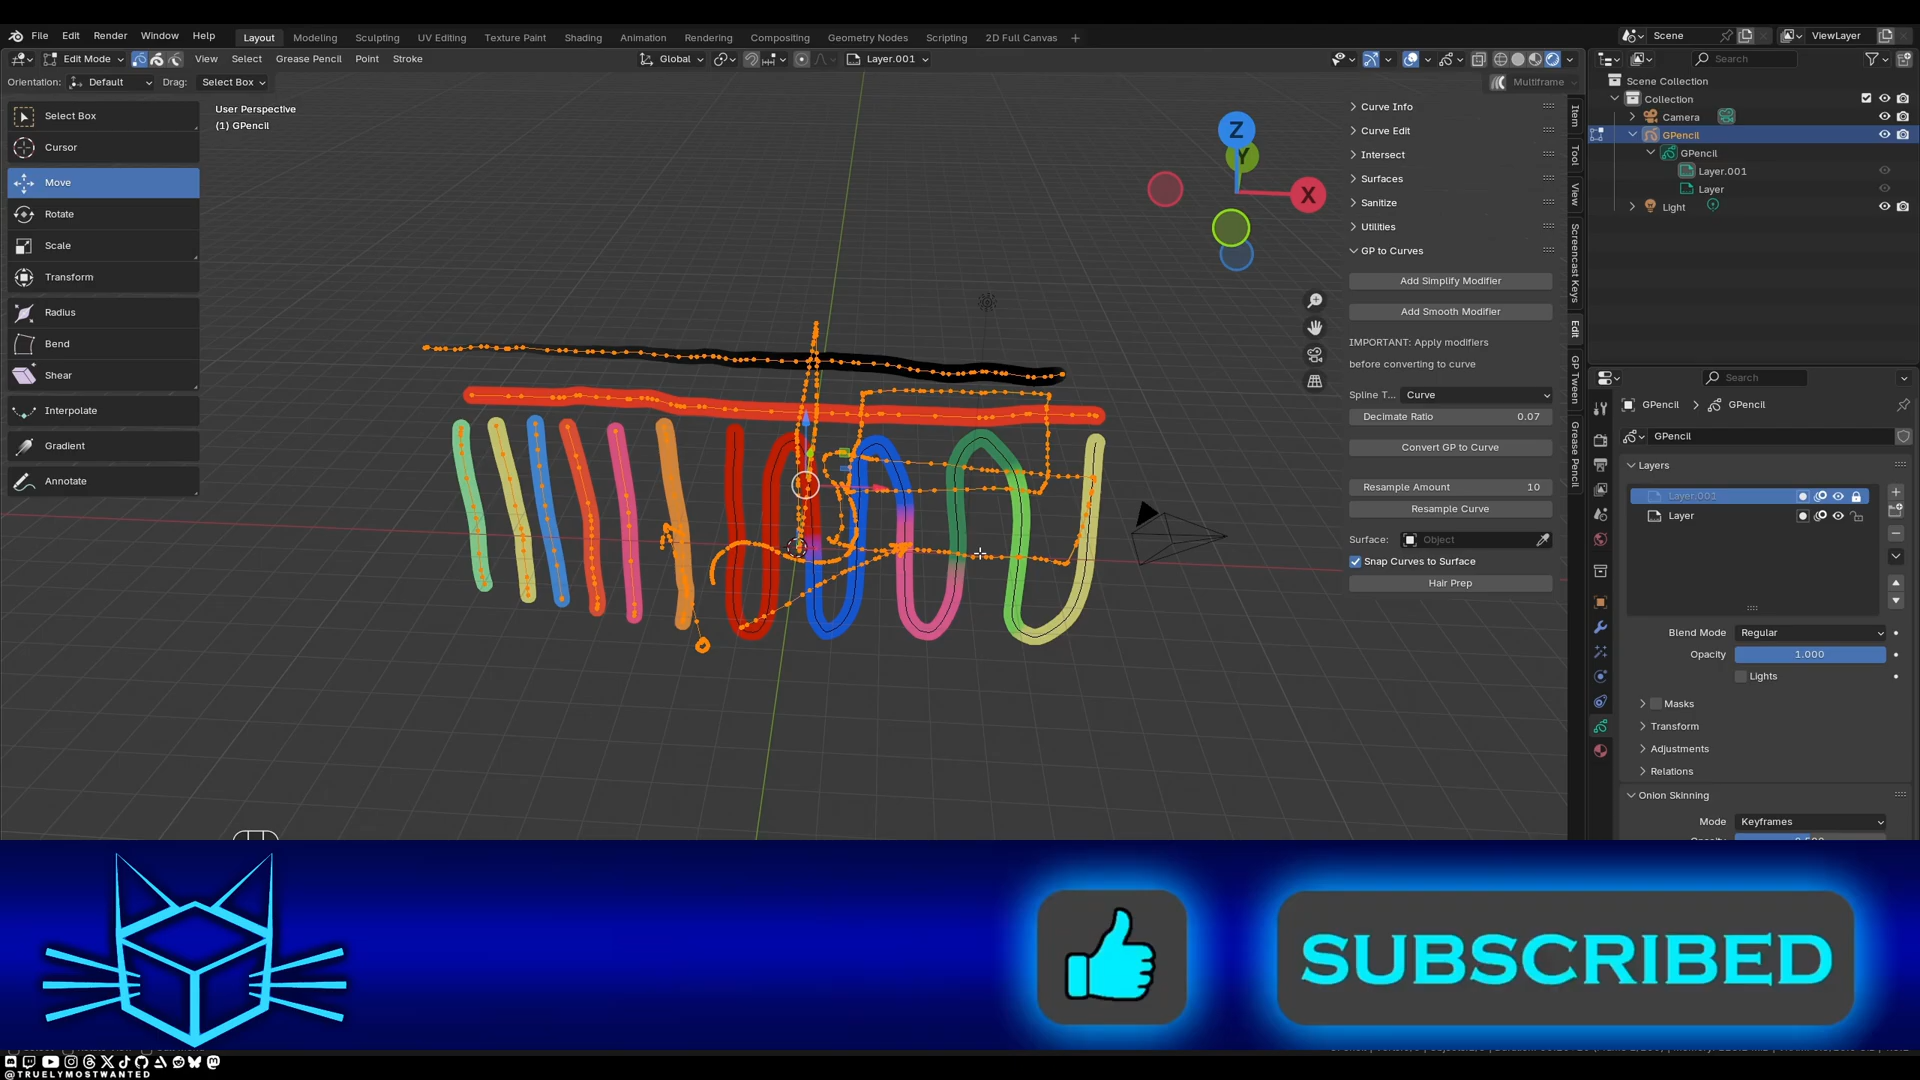 File Edit Render Window Help Layout Modeling Sculpting UV Editing Texture Paint Shading Animation Rendering Compositing Geometry Nodes Scripting 2D Full Canvas + Scene ViewLayer
Edit Mode View Select Grease Pencil Point Stroke Global Layer.001 Search
Orientation: Default Drag: Select Box Multiframe
Scene Collection
Collection
Camera
GPencil
GPencil
Layer.001
Layer
Light
Select Box
Cursor
Move
Rotate
Scale
Transform
Radius
Bend
Shear
Interpolate
Gradient
Annotate
User Perspective
(1) GPencil
Z
Y
X
Curve Info
Curve Edit
Intersect
Surfaces
Sanitize
Utilities
GP to Curves
Add Simplify Modifier
Add Smooth Modifier
IMPORTANT: Apply modifiers
before converting to curve
Spline T... Curve
Decimate Ratio 0.07
Convert GP to Curve
Resample Amount 10
Resample Curve
Surface: Object
Snap Curves to Surface
Hair Prep
Item
Tool
View
Screencast Keys
Edit
GP Tween
Grease Pencil
Search
GPencil > GPencil
GPencil
Layers
Layer.001
Layer
Blend Mode Regular
Opacity 1.000
Lights
Masks
Transform
Adjustments
Relations
Onion Skinning
Mode Keyframes
SUBSCRIBED
@TRUELYMOSTWANTED